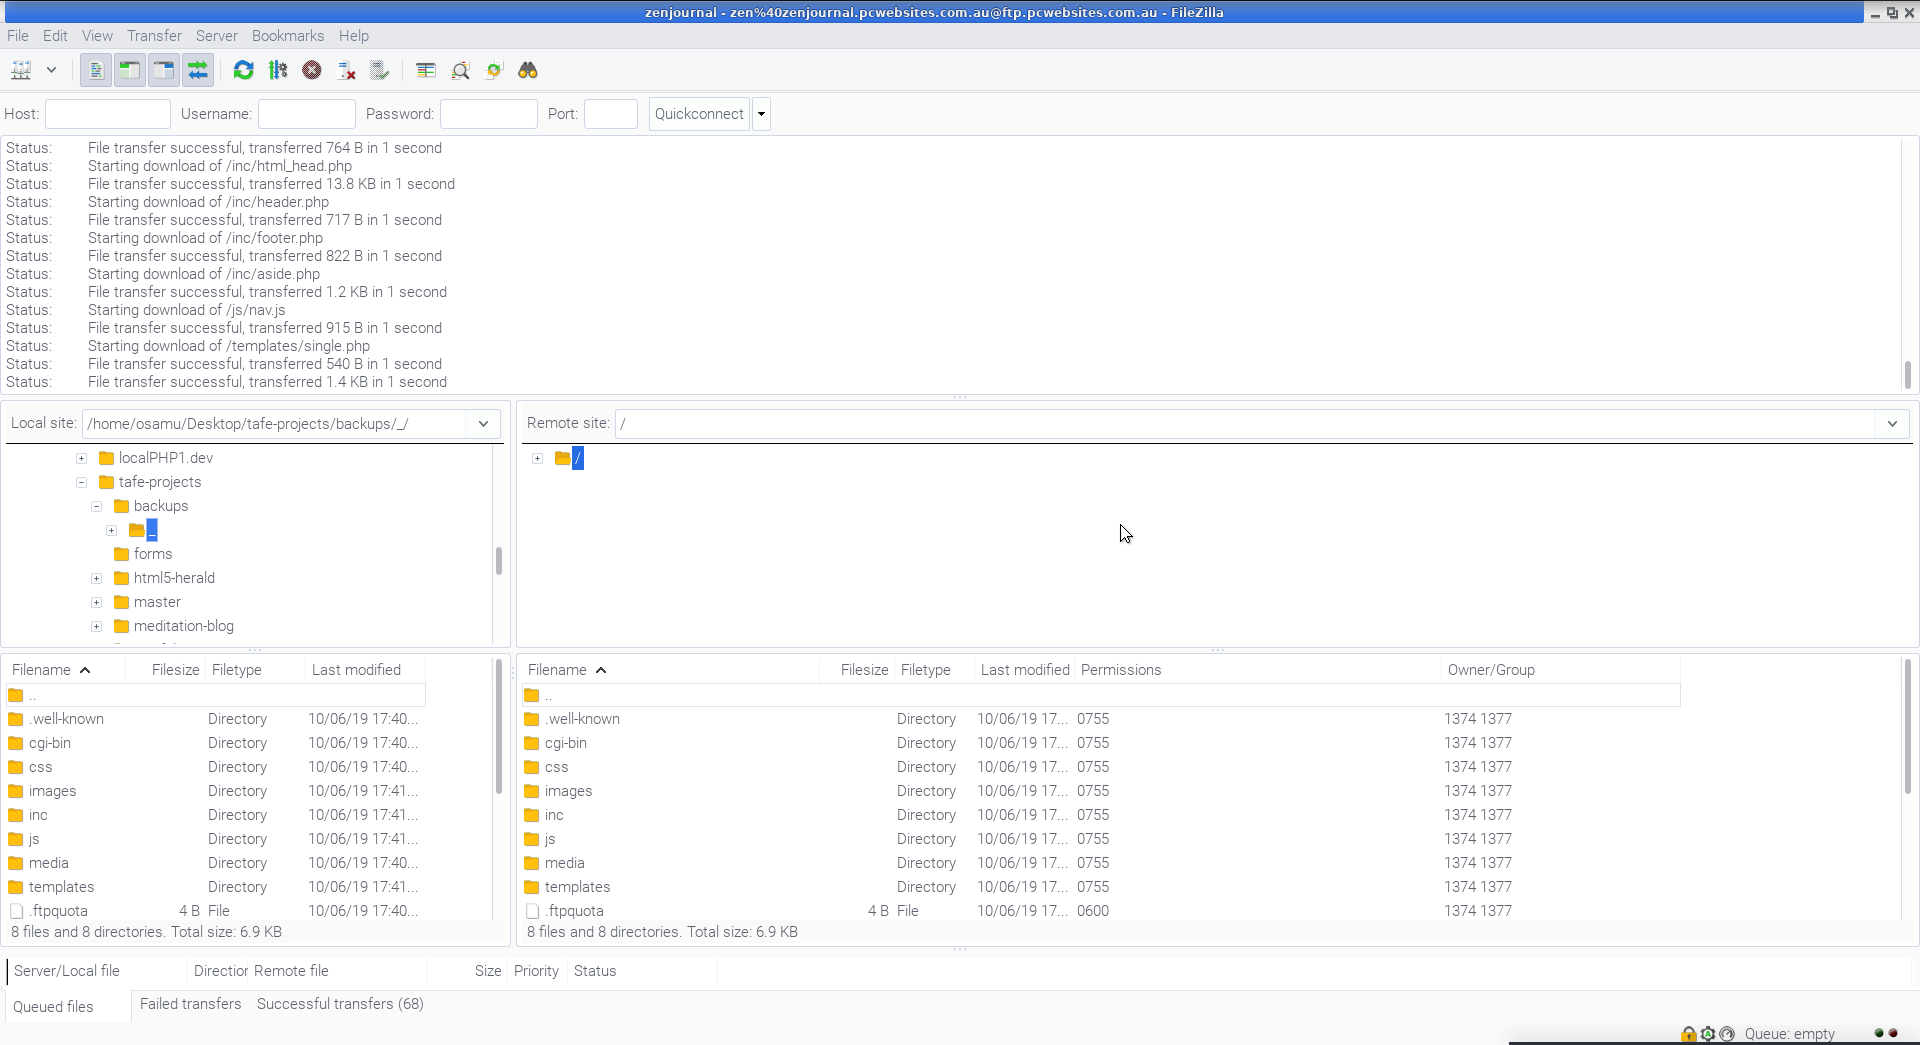 zenjournal - zen%40zenjournal.pcwebsites.com.au@ftp.pcwebsites.com.au - FileZilla
File Edit View Transfer Server Bookmarks Help
Host: Username: Password: Port: Quickconnect
Status: File transfer successful, transferred 764 B in 1 second
Status: Starting download of /inc/html_head.php
Status: File transfer successful, transferred 13.8 KB in 1 second
Status: Starting download of /inc/header.php
Status: File transfer successful, transferred 717 B in 1 second
Status: Starting download of /inc/footer.php
Status: File transfer successful, transferred 822 B in 1 second
Status: Starting download of /inc/aside.php
Status: File transfer successful, transferred 1.2 KB in 1 second
Status: Starting download of /js/nav.js
Status: File transfer successful, transferred 915 B in 1 second
Status: Starting download of /templates/single.php
Status: File transfer successful, transferred 540 B in 1 second
Status: File transfer successful, transferred 1.4 KB in 1 second
Local site: /home/osamu/Desktop/tafe-projects/backups/_/
localPHP1.dev
tafe-projects
backups
_
forms
html5-herald
master
meditation-blog
Remote site: /
/
Filename Filesize Filetype Last modified
..
.well-known Directory 10/06/19 17:40...
cgi-bin Directory 10/06/19 17:40...
css Directory 10/06/19 17:40...
images Directory 10/06/19 17:41...
inc Directory 10/06/19 17:41...
js Directory 10/06/19 17:41...
media Directory 10/06/19 17:40...
templates Directory 10/06/19 17:41...
.ftpquota 4 B File 10/06/19 17:40...
8 files and 8 directories. Total size: 6.9 KB
Filename Filesize Filetype Last modified Permissions Owner/Group
..
.well-known Directory 10/06/19 17... 0755 1374 1377
cgi-bin Directory 10/06/19 17... 0755 1374 1377
css Directory 10/06/19 17... 0755 1374 1377
images Directory 10/06/19 17... 0755 1374 1377
inc Directory 10/06/19 17... 0755 1374 1377
js Directory 10/06/19 17... 0755 1374 1377
media Directory 10/06/19 17... 0755 1374 1377
templates Directory 10/06/19 17... 0755 1374 1377
.ftpquota 4 B File 10/06/19 17... 0600 1374 1377
8 files and 8 directories. Total size: 6.9 KB
Server/Local file Direction Remote file Size Priority Status
Queued files Failed transfers Successful transfers (68)
Queue: empty